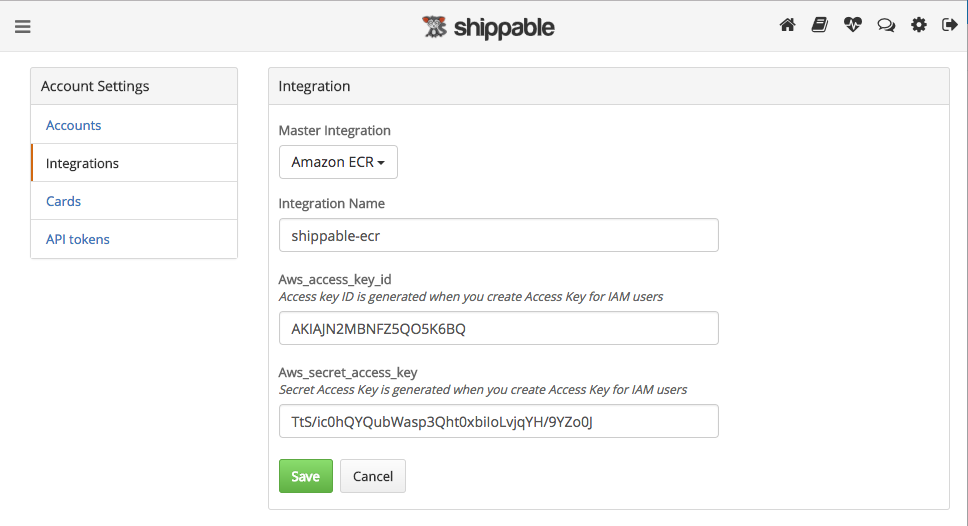 shippable
Account Settings
Accounts
Integrations
Cards
API tokens
Integration
Master Integration
Amazon ECR
Integration Name
shippable-ecr
Aws_access_key_id
Access key ID is generated when you create Access Key for IAM users
AKIAJN2MBNFZ5QO5K6BQ
Aws_secret_access_key
Secret Access Key is generated when you create Access Key for IAM users
TtS/ic0hQYQubWasp3Qht0xbiIoLvjqYH/9YZo0J
Save
Cancel